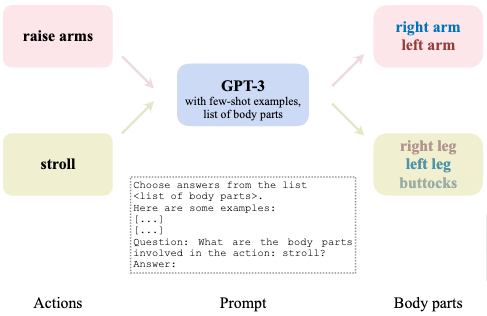 raise arms
right arm
left arm
GPT-3
with few-shot examples,
list of body parts
stroll
right leg
left leg
buttocks
Choose answers from the list
<list of body parts>.
Here are some examples:
[...]
[...]
Question: What are the body parts
involved in the action: stroll?
Answer:
Actions
Prompt
Body parts